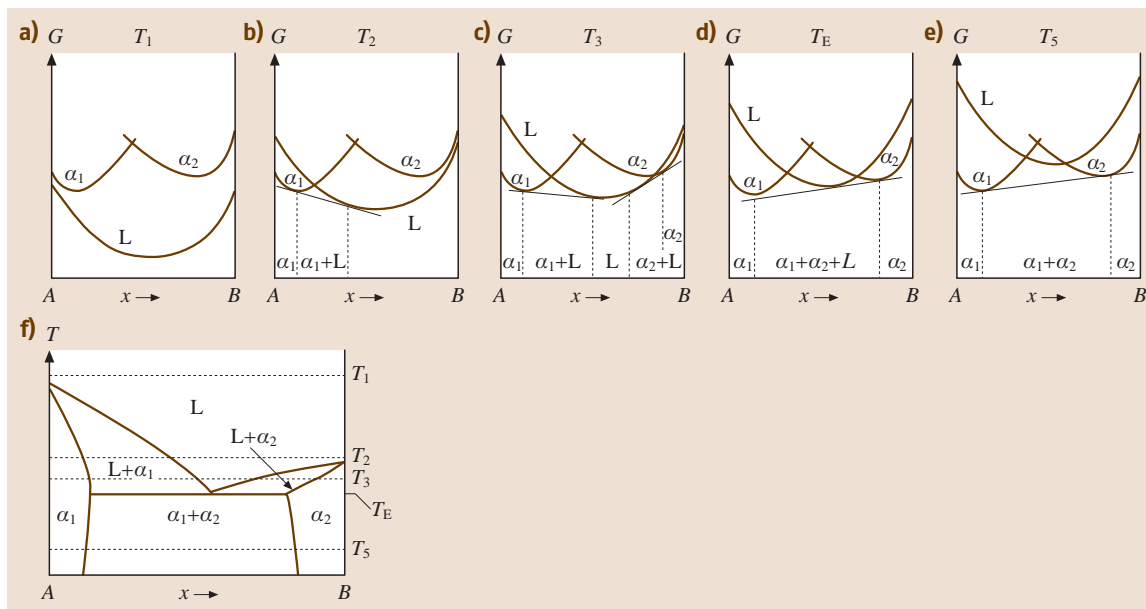 a) G T₁
α₁
α₂
L
A x → B
b) G T₂
α₁
α₂
L
α₁ α₁+L
A x → B
c) G T₃
L
α₁
α₂
α₂
α₁ α₁+L L α₂+L
A x → B
d) G T_E
L
α₁
α₂
α₁ α₁+α₂+L α₂
A x → B
e) G T₅
L
α₁
α₂
α₁ α₁+α₂ α₂
A x → B
f) T
T₁
L
L+α₂
T₂
L+α₁
T₃
T_E
α₁ α₁+α₂ α₂
T₅
A x → B